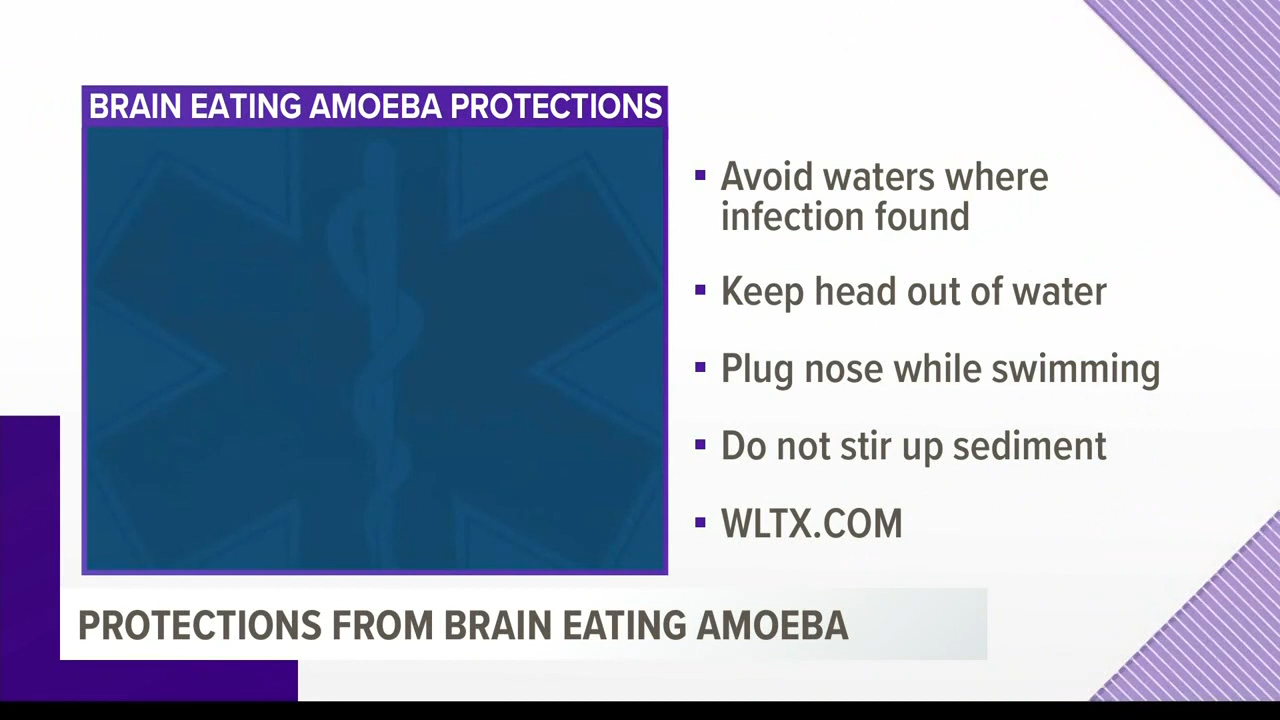 BRAIN EATING AMOEBA PROTECTIONS
Avoid waters where
infection found
Keep head out of water
Plug nose while swimming
Do not stir up sediment
WLTX.COM
PROTECTIONS FROM BRAIN EATING AMOEBA